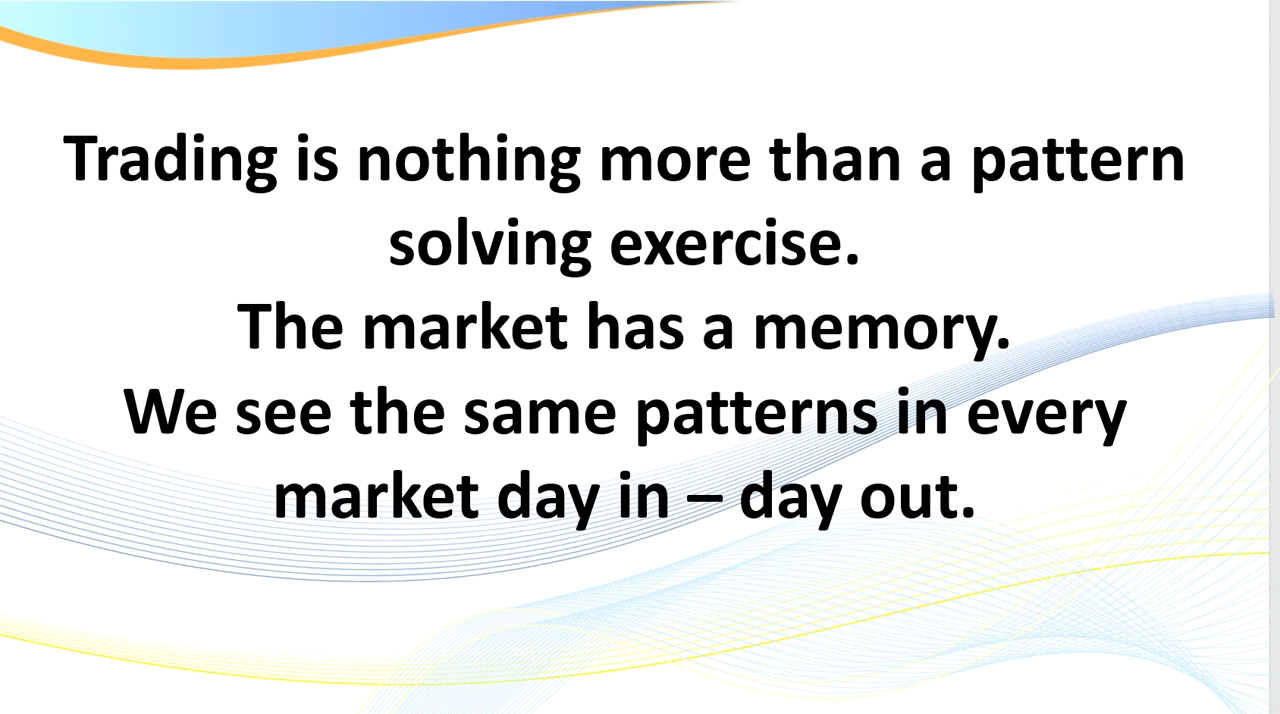 Trading is nothing more than a pattern
solving exercise.
The market has a memory.
We see the same patterns in every
market day in – day out.